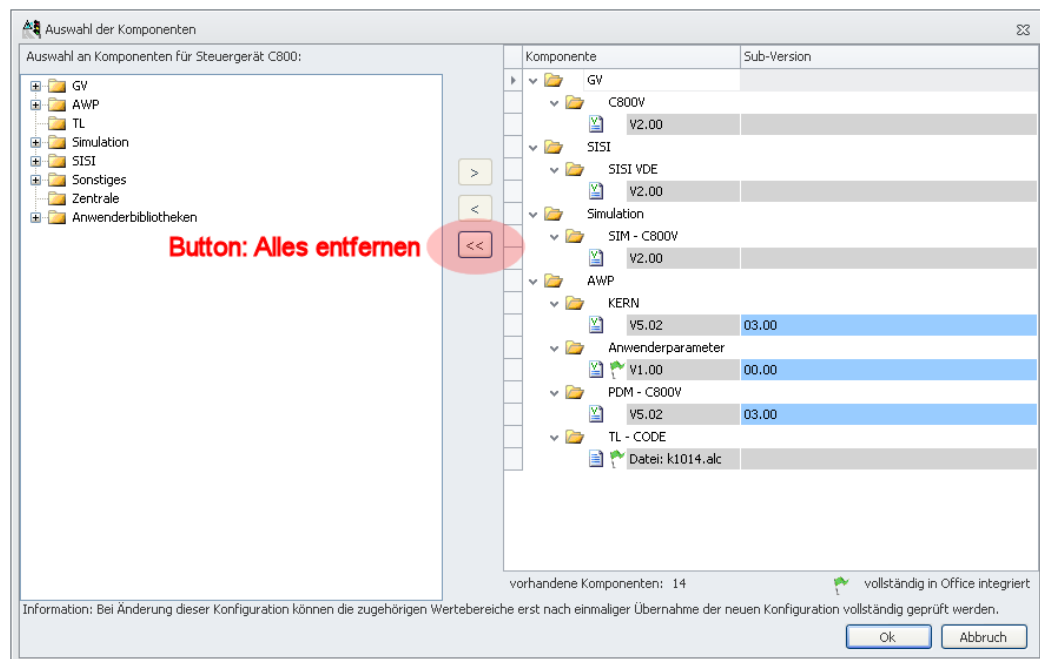 Auswahl der Komponenten
Auswahl an Komponenten für Steuergerät C800:
GV
AWP
TL
Simulation
SISI
Sonstiges
Zentrale
Anwenderbibliotheken
>
<
<<
Button: Alles entfernen
Komponente Sub-Version
GV
C800V
V2.00
SISI
SISI VDE
V2.00
Simulation
SIM - C800V
V2.00
AWP
KERN
V5.02 03.00
Anwenderparameter
V1.00 00.00
PDM - C800V
V5.02 03.00
TL - CODE
Datei: k1014.alc
vorhandene Komponenten: 14
vollständig in Office integriert
Information: Bei Änderung dieser Konfiguration können die zugehörigen Wertebereiche erst nach einmaliger Übernahme der neuen Konfiguration vollständig geprüft werden.
Ok Abbruch